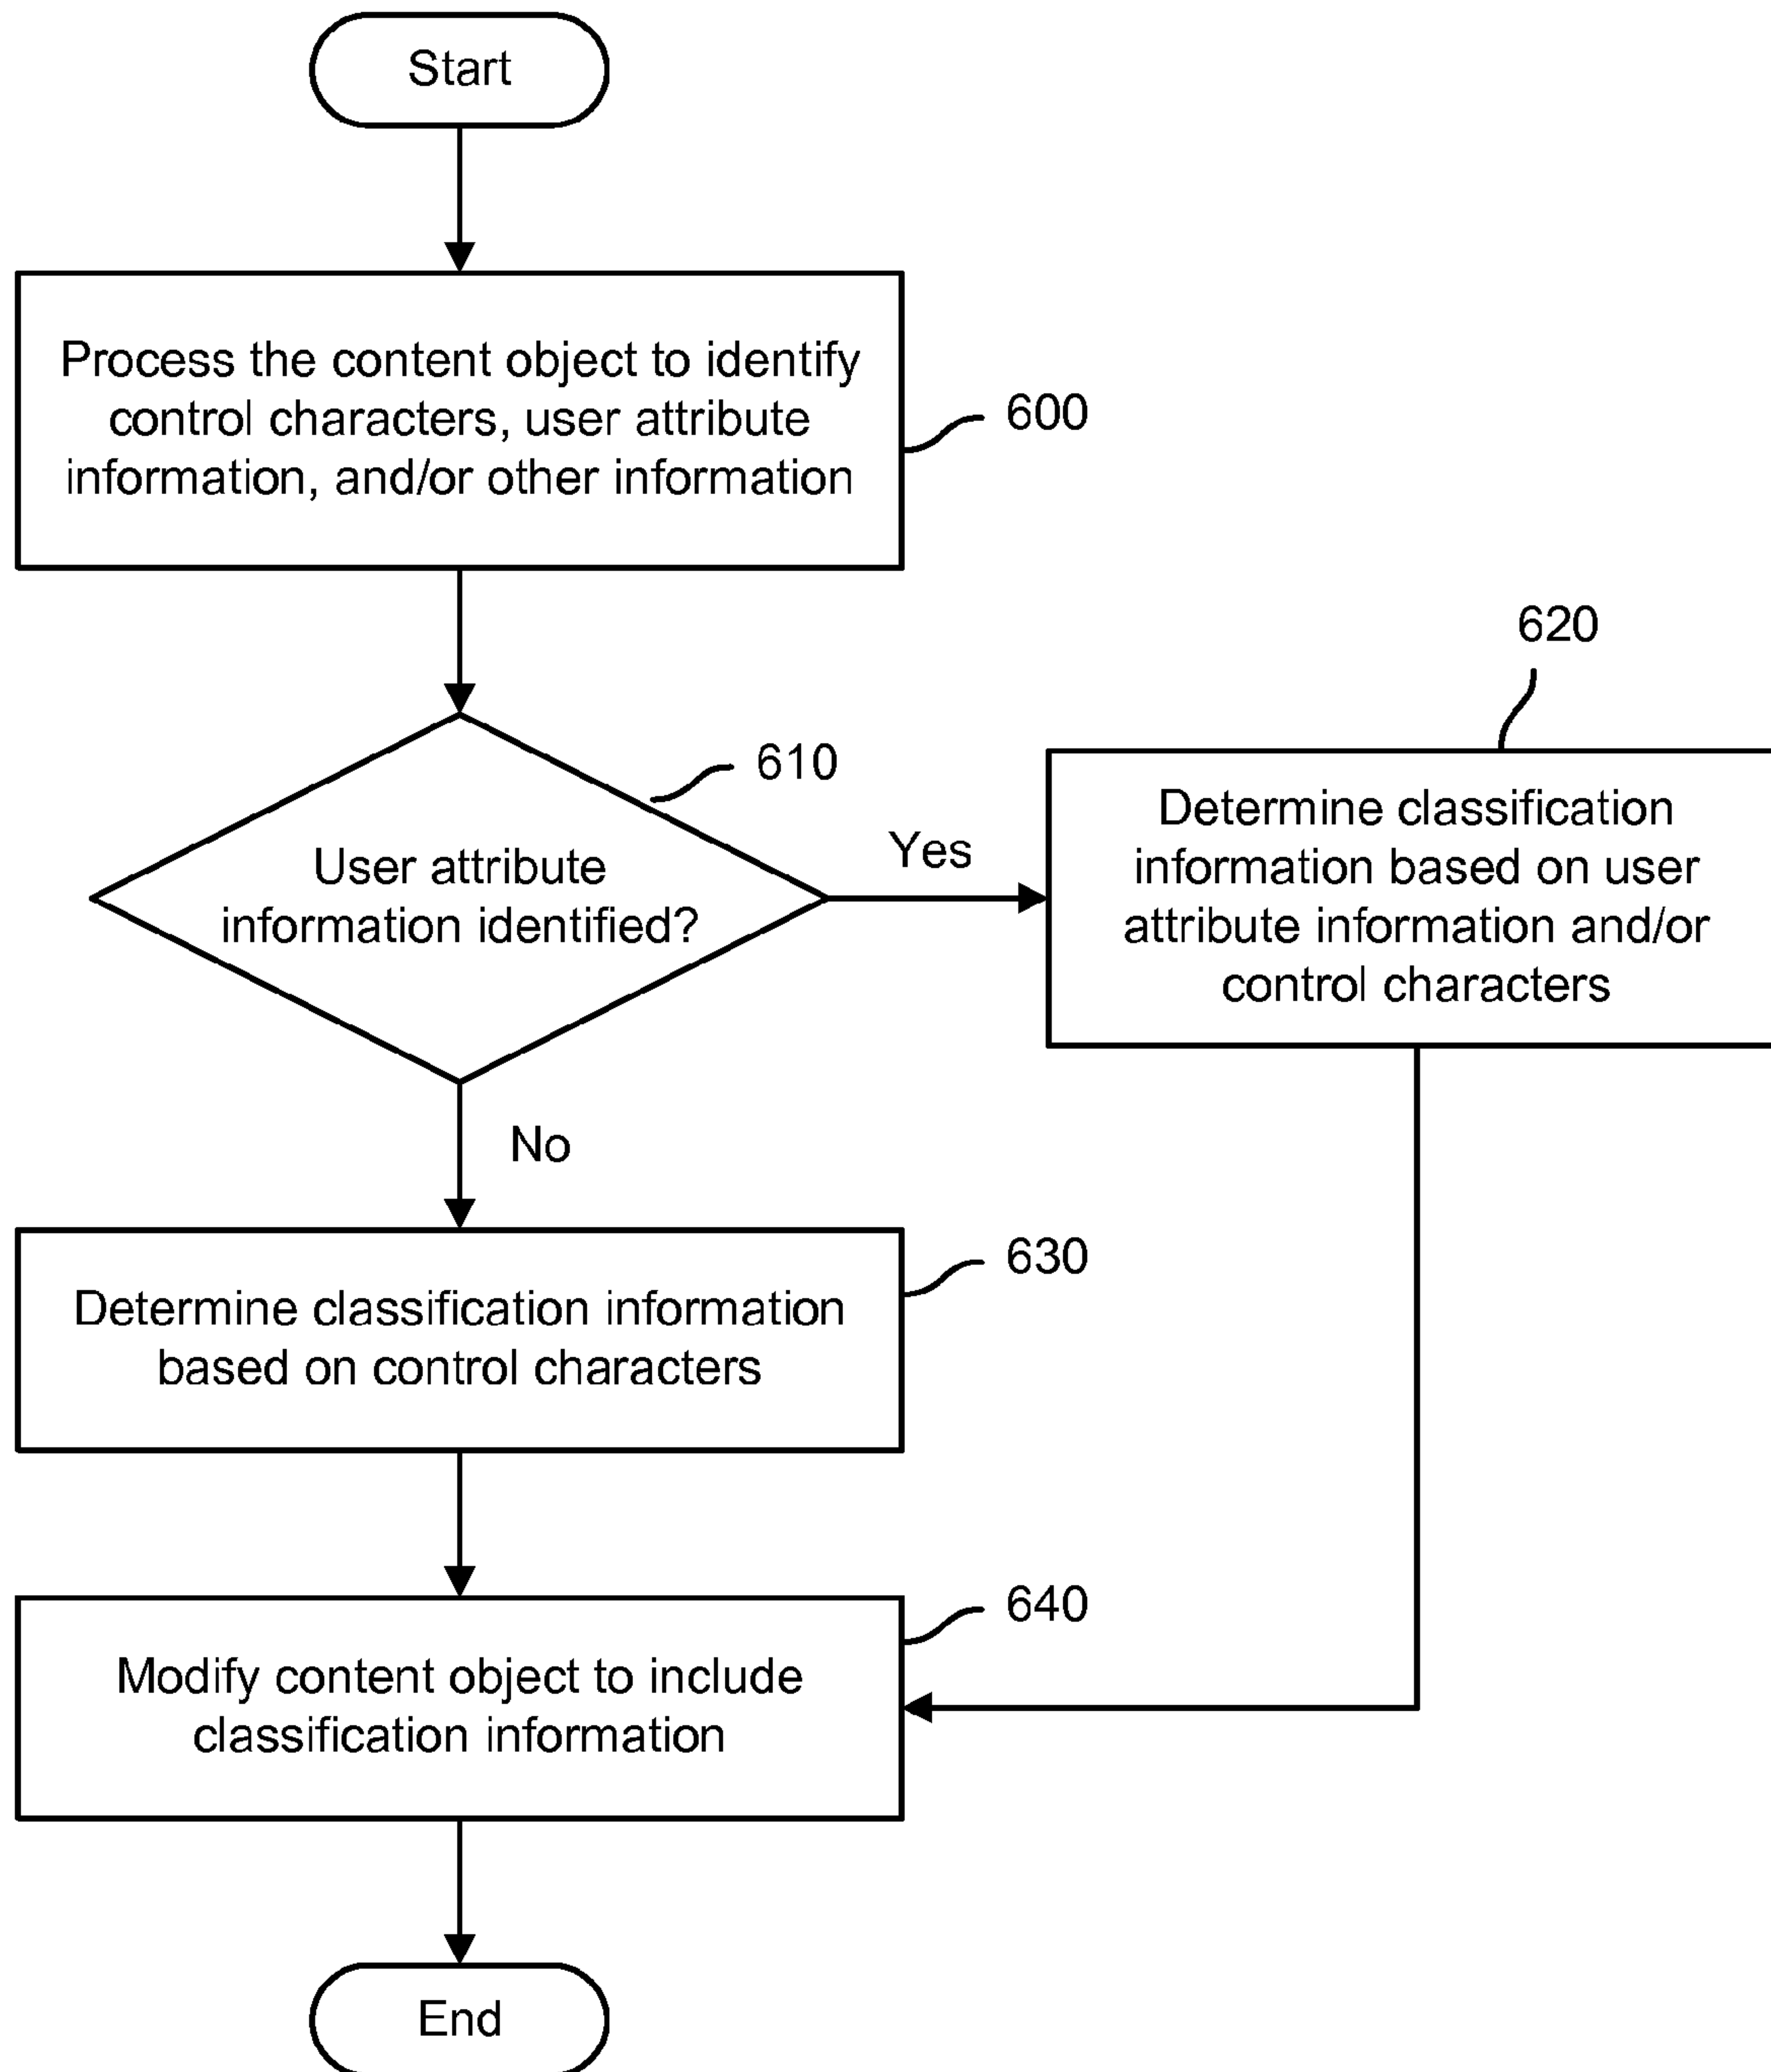 Start
Process the content object to identify
control characters, user attribute
information, and/or other information
600
610
User attribute
information identified?
Yes
620
Determine classification
information based on user
attribute information and/or
control characters
No
630
Determine classification information
based on control characters
640
Modify content object to include
classification information
End